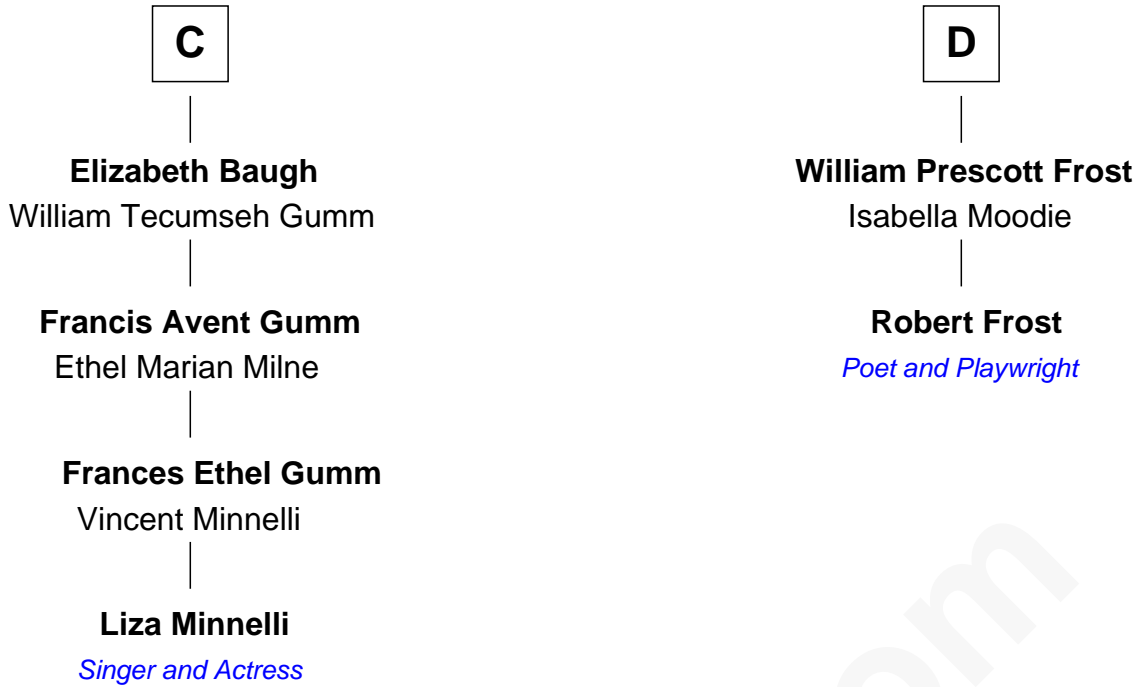 C
Elizabeth Baugh
William Tecumseh Gumm
Francis Avent Gumm
Ethel Marian Milne
Frances Ethel Gumm
Vincent Minnelli
Liza Minnelli
Singer and Actress
D
William Prescott Frost
Isabella Moodie
Robert Frost
Poet and Playwright